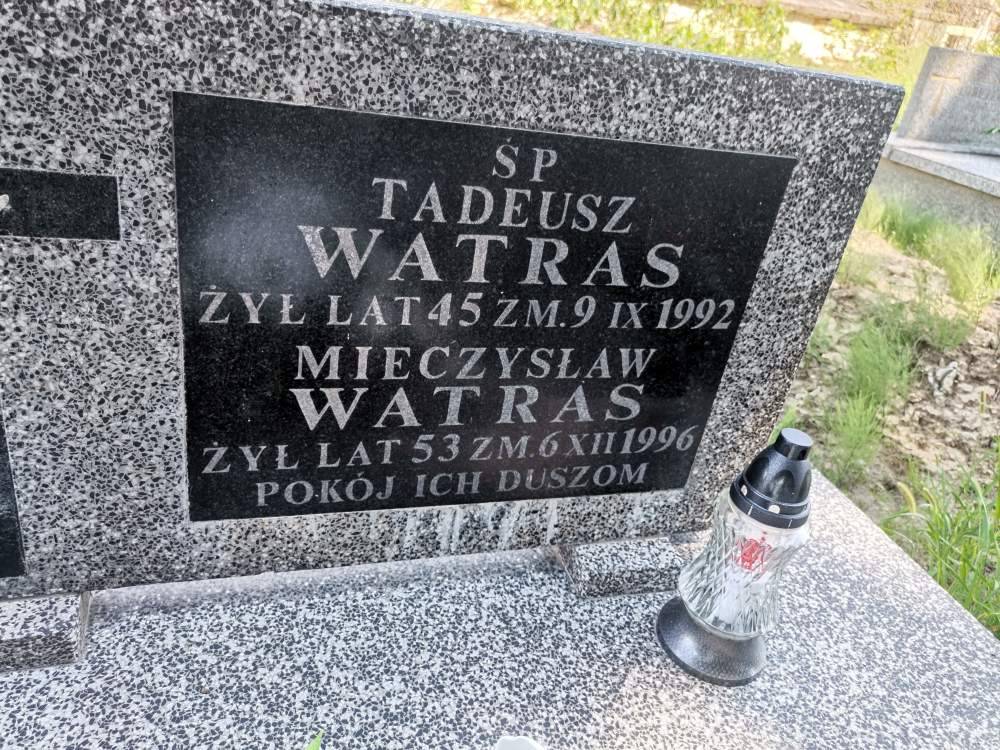 ŚP
TADEUSZ
WATRAS
ŻYŁ LAT 45 ZM. 9 IX 1992
MIECZYSŁAW
WATRAS
ŻYŁ LAT 53 ZM. 6 XII 1996
POKÓJ ICH DUSZOM